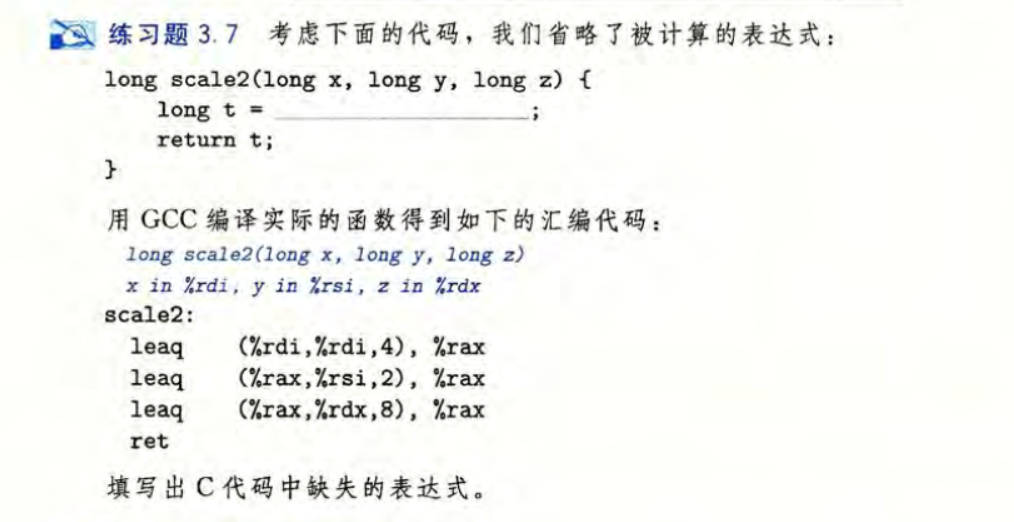 练习题 3.7 考虑下面的代码，我们省略了被计算的表达式：
long scale2(long x, long y, long z) {
    long t = ____________________;
    return t;
}
用 GCC 编译实际的函数得到如下的汇编代码：
long scale2(long x, long y, long z)
x in %rdi, y in %rsi, z in %rdx
scale2:
  leaq    (%rdi,%rdi,4), %rax
  leaq    (%rax,%rsi,2), %rax
  leaq    (%rax,%rdx,8), %rax
  ret
填写出 C 代码中缺失的表达式。